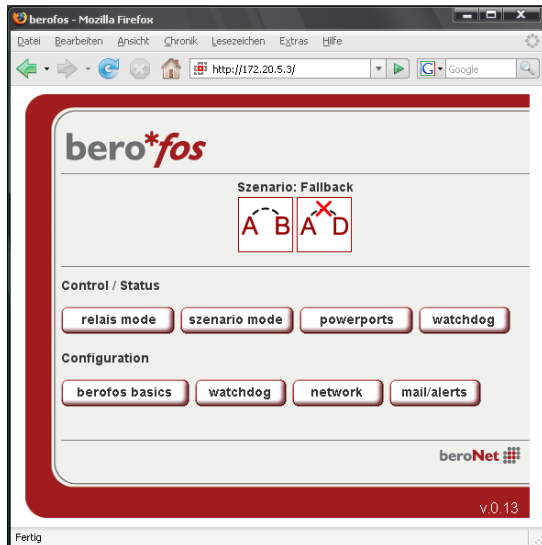 berofos - Mozilla Firefox
Datei Bearbeiten Ansicht Chronik Lesezeichen Extras Hilfe
http://172.20.5.3/ G Google
bero*fos
Szenario: Fallback
A B A D
Control / Status
relais mode szenario mode powerports watchdog
Configuration
berofos basics watchdog network mail/alerts
beroNet
v.0.13
Fertig